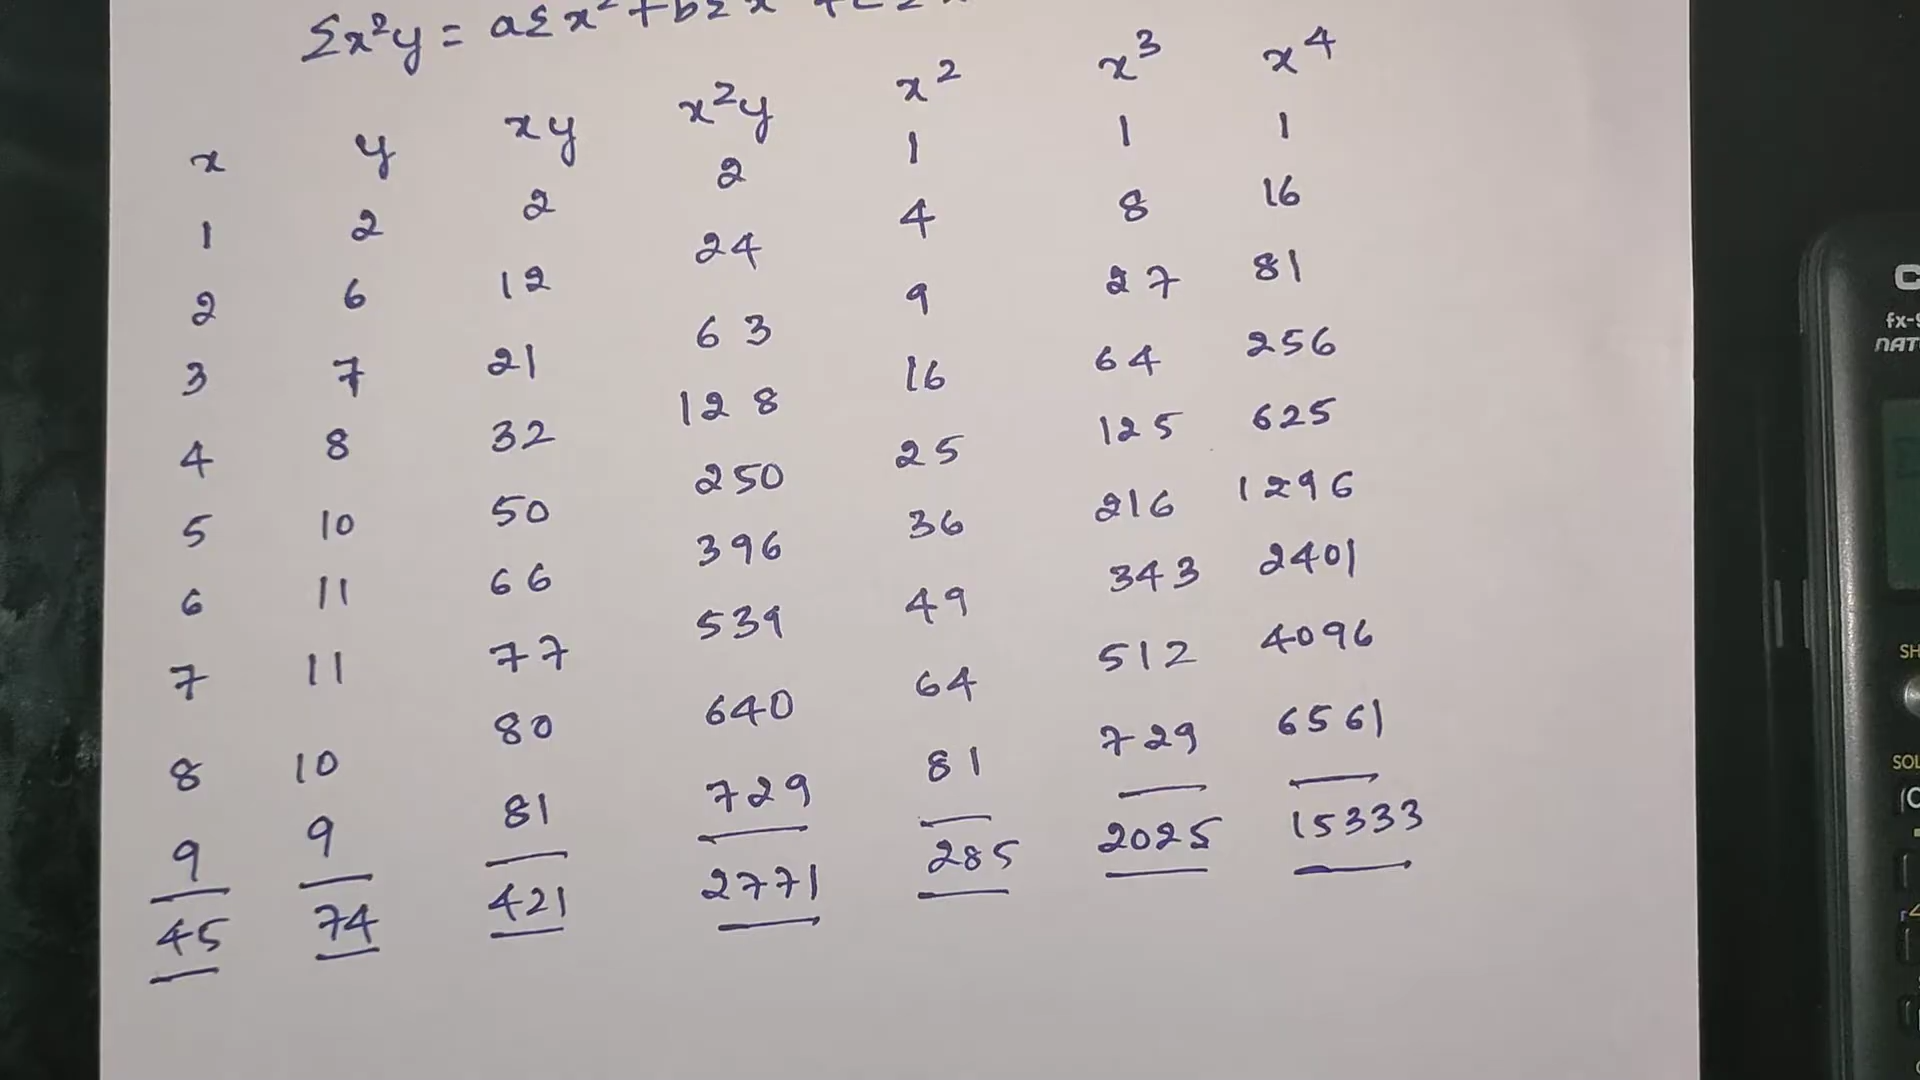 Σx²y = aΣx²+bΣx
x y xy x²y x² x³ x⁴
1 2 2 2 1 1 1
2 6 12 24 4 8 16
3 7 21 63 9 27 81
4 8 32 128 16 64 256
5 10 50 250 25 125 625
6 11 66 396 36 216 1296
7 11 77 539 49 343 2401
8 10 80 640 64 512 4096
9 9 81 729 81 729 6561
45 74 421 2771 285 2025 15333